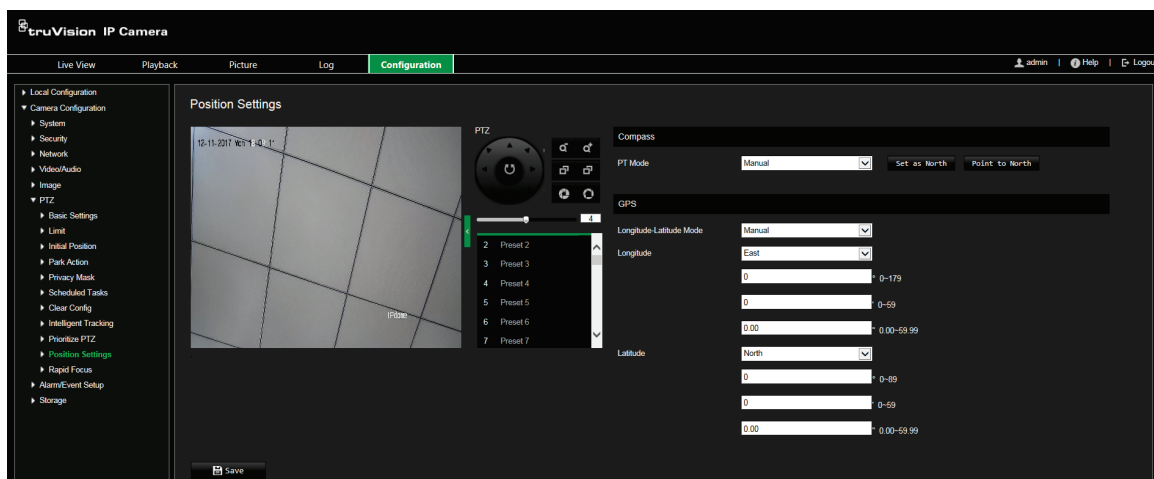 truVision IP Camera
Live View Playback Picture Log Configuration admin | Help | Logou
Local Configuration
Camera Configuration
System
Security
Network
Video/Audio
Image
PTZ
Basic Settings
Limit
Initial Position
Park Action
Privacy Mask
Scheduled Tasks
Clear Config
Intelligent Tracking
Prioritize PTZ
Position Settings
Rapid Focus
Alarm/Event Setup
Storage
Position Settings
12-11-2017
IPdome
PTZ
4
2 Preset 2
3 Preset 3
4 Preset 4
5 Preset 5
6 Preset 6
7 Preset 7
Compass
PT Mode Manual Set as North Point to North
GPS
Longitude-Latitude Mode Manual
Longitude East
0 ° 0~179
0 ' 0~59
0.00 " 0.00~59.99
Latitude North
0 ° 0~89
0 ' 0~59
0.00 " 0.00~59.99
Save